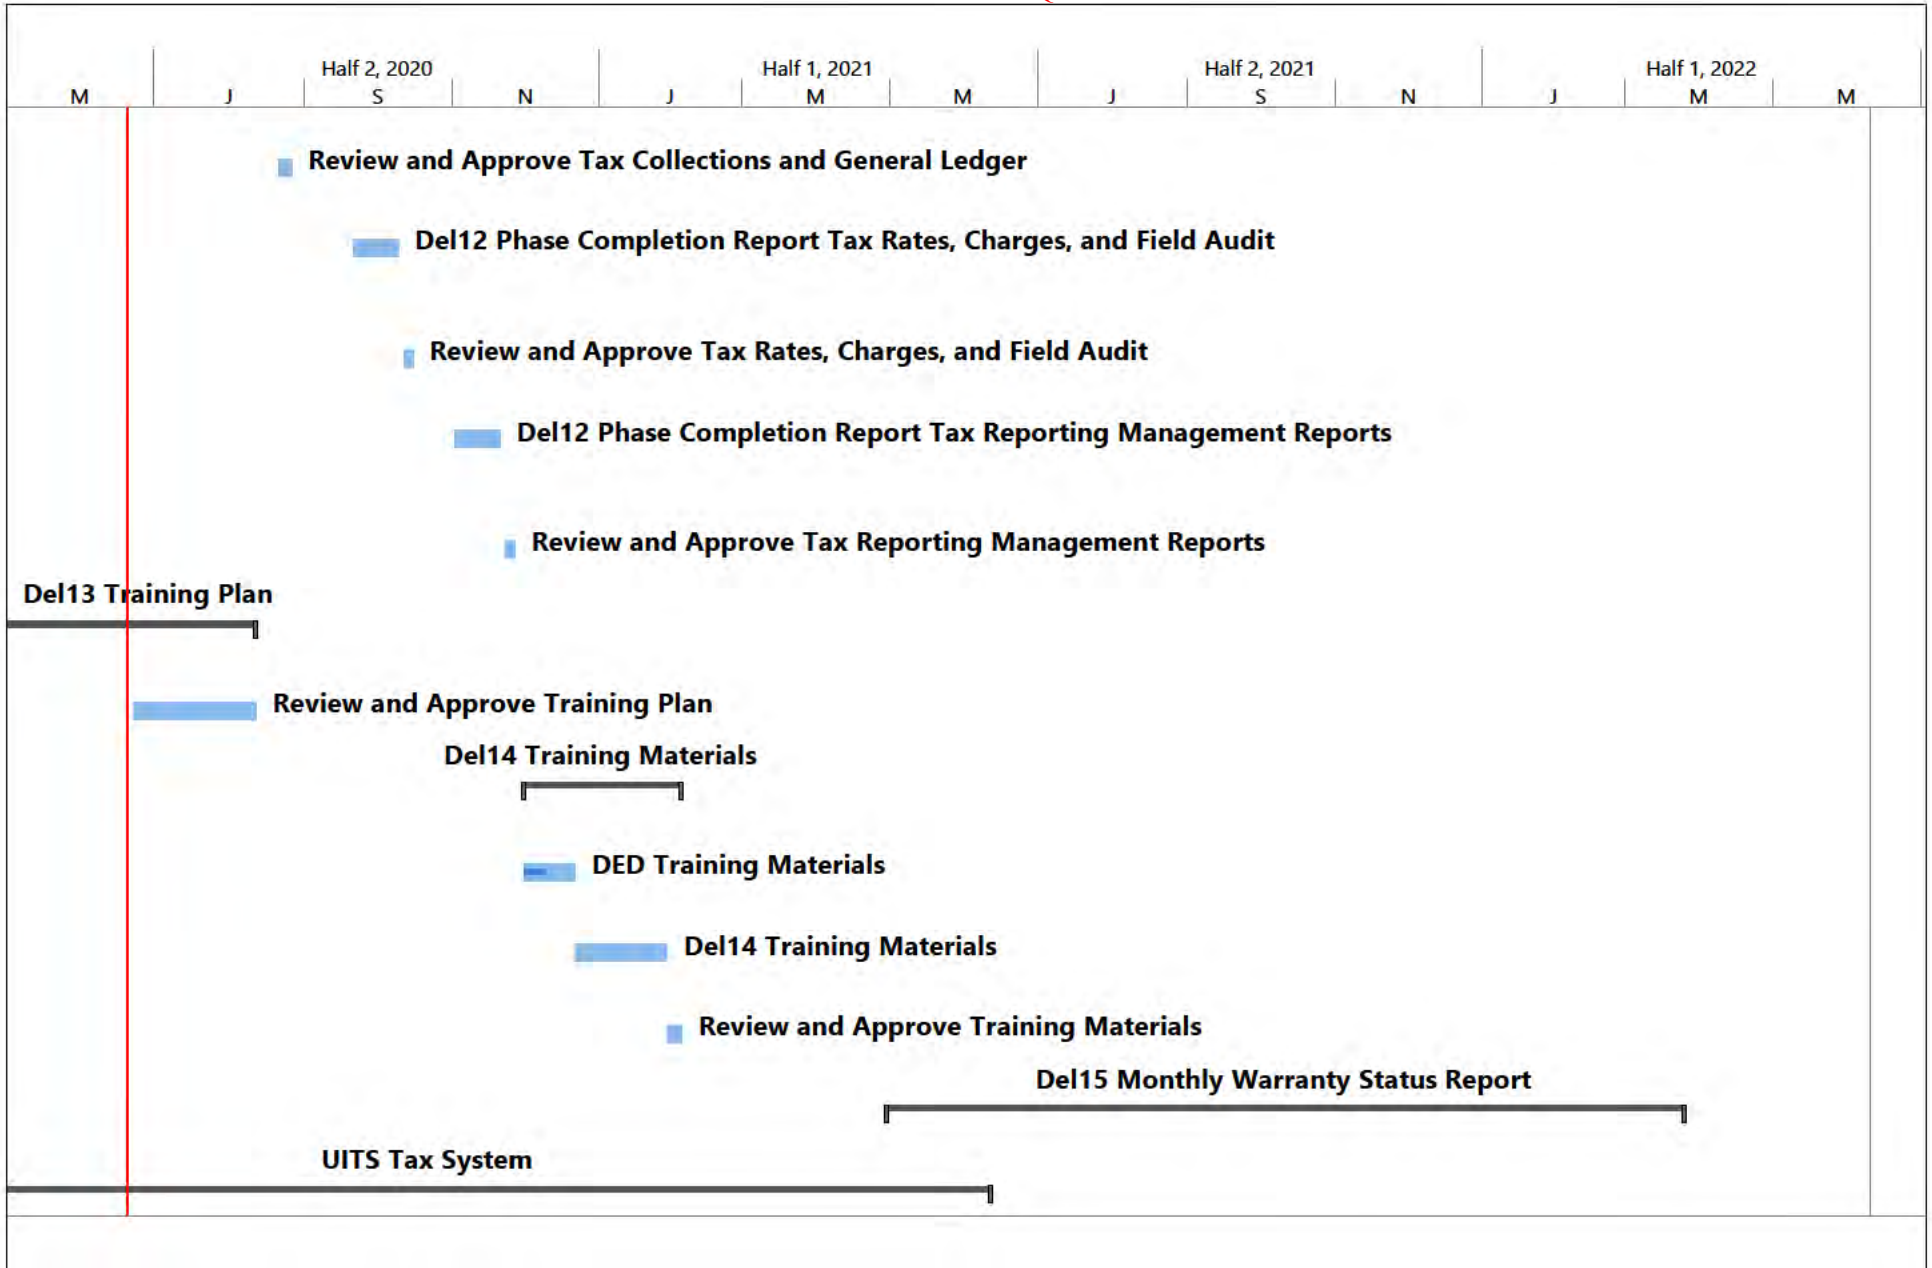 Half 2, 2020 Half 1, 2021 Half 2, 2021 Half 1, 2022
M J S N J M M J S N J M M
Review and Approve Tax Collections and General Ledger
Del12 Phase Completion Report Tax Rates, Charges, and Field Audit
Review and Approve Tax Rates, Charges, and Field Audit
Del12 Phase Completion Report Tax Reporting Management Reports
Review and Approve Tax Reporting Management Reports
Del13 Training Plan
Review and Approve Training Plan
Del14 Training Materials
DED Training Materials
Del14 Training Materials
Review and Approve Training Materials
Del15 Monthly Warranty Status Report
UITS Tax System